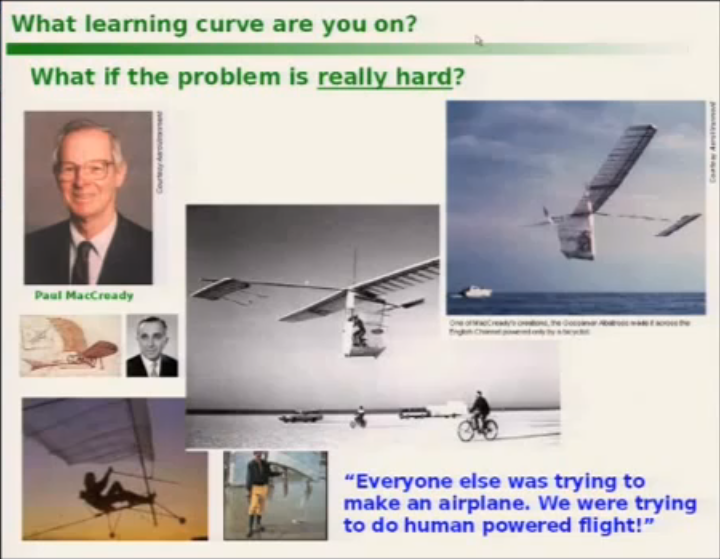 What learning curve are you on?
What if the problem is really hard?
Courtesy AeroVironment
Courtesy AeroVironment
Paul MacCready
One of MacCready's creations, the Gossamer Albatross made it across the
English Channel powered only by a bicyclist.
“Everyone else was trying to
make an airplane. We were trying
to do human powered flight!”